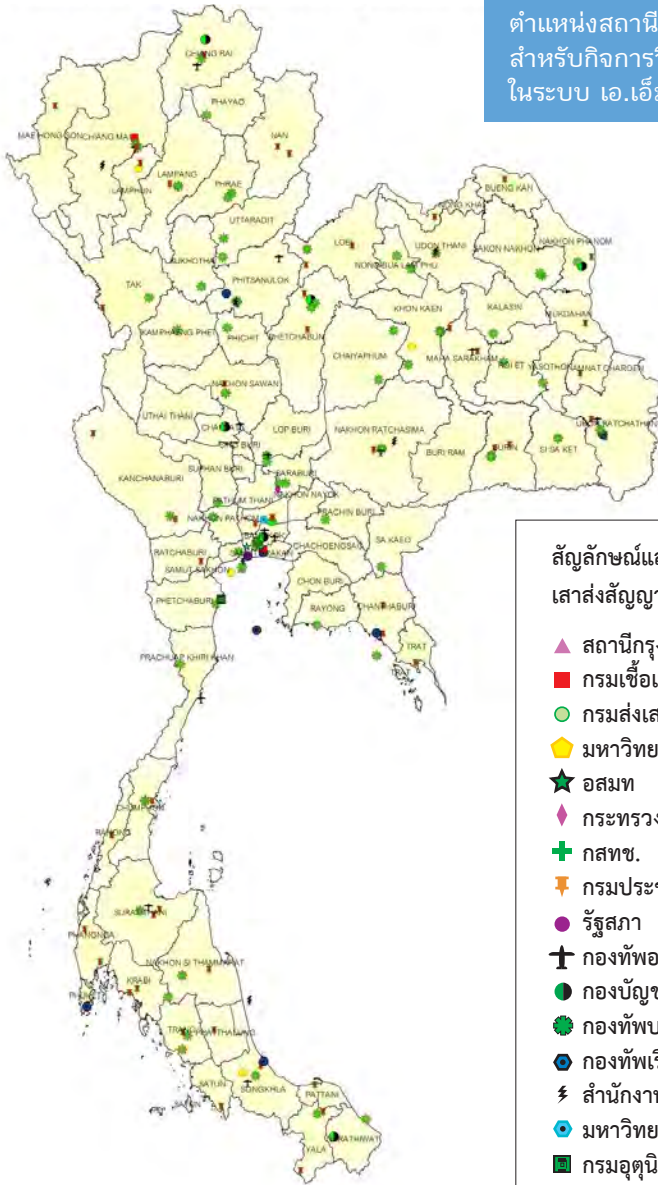 ตำแหน่งสถานี
สำหรับกิจการวิ
ในระบบ เอ.เอ็ม
CHIANG RAI
PHAYAO
MAE HONG SON
CHIANG MAI
NAN
LAMPANG
LAMPHUN
PHRAE
BUENG KAN
NONG KHAI
UTTARADIT
LOEI
UDON THANI
NAKHON PHANOM
SUKHOTHAI
SAKON NAKHON
NONG BUA LAM PHU
TAK
PHITSANULOK
KHON KAEN
KALASIN
MUKDAHAN
KAMPHAENG PHET
PHICHIT
PHETCHABUN
CHAIYAPHUM
MAHA SARAKHAM
ROI ET
YASOTHON
AMNAT CHAROEN
NAKHON SAWAN
UTHAI THANI
LOP BURI
NAKHON RATCHASIMA
UBON RATCHATHANI
BURI RAM
SURIN
SI SA KET
SUPHAN BURI
SARABURI
KANCHANABURI
PATHUM THANI
NAKHON NAYOK
NAKHON PATHOM
PRACHIN BURI
SA KAEO
RATCHABURI
CHACHOENGSAO
SAMUT SAKHON
CHON BURI
PHETCHABURI
RAYONG
CHANTHABURI
TRAT
TRAT
PRACHUAP KHIRI KHAN
CHUMPHON
RANONG
SURAT THANI
PHANGNGA
NAKHON SI THAMMARAT
KRABI
PHUKET
TRANG
PHATTHALUNG
SATUN
SONGKHLA
PATTANI
SATUN
YALA
NARATHIWAT
สัญลักษณ์แล
เสาส่งสัญญา
สถานีกรุง
กรมเชื้อเ
กรมส่งเส
มหาวิทย
อสมท
กระทรวง
กสทช.
กรมประช
รัฐสภา
กองทัพอ
กองบัญช
กองทัพบ
กองทัพเรื
สำนักงาน
มหาวิทย
กรมอุตุนิ